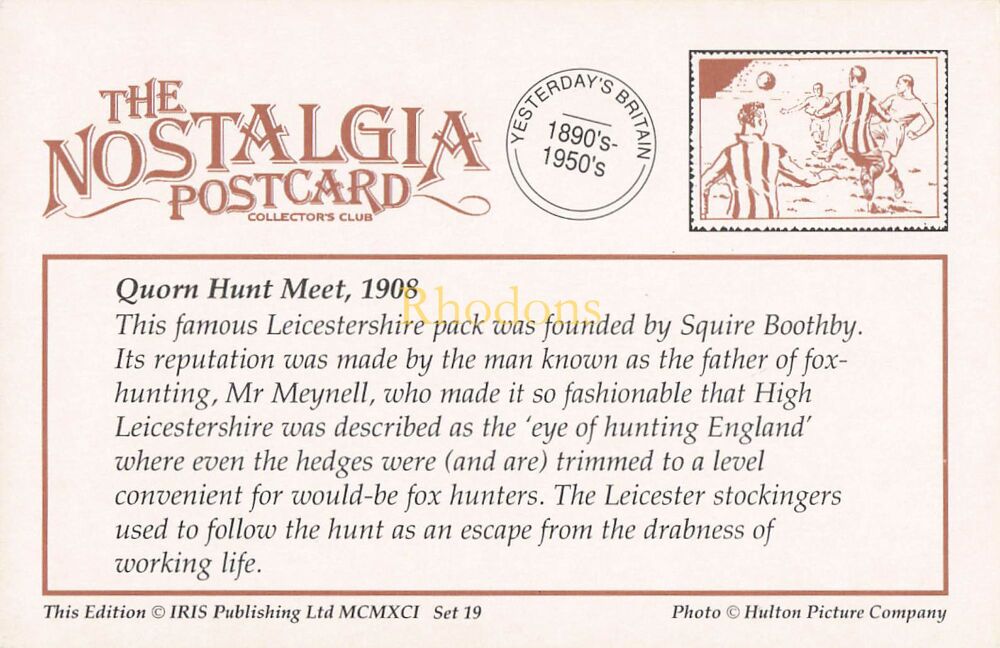 THE
NOSTALGIA
POSTCARD
COLLECTOR'S CLUB
YESTERDAY'S BRITAIN
1890's-
1950's
Quorn Hunt Meet, 1908
Rhodons
This famous Leicestershire pack was founded by Squire Boothby.
Its reputation was made by the man known as the father of fox-
hunting, Mr Meynell, who made it so fashionable that High
Leicestershire was described as the 'eye of hunting England'
where even the hedges were (and are) trimmed to a level
convenient for would-be fox hunters. The Leicester stockingers
used to follow the hunt as an escape from the drabness of
working life.
This Edition © IRIS Publishing Ltd MCMXCI Set 19
Photo © Hulton Picture Company